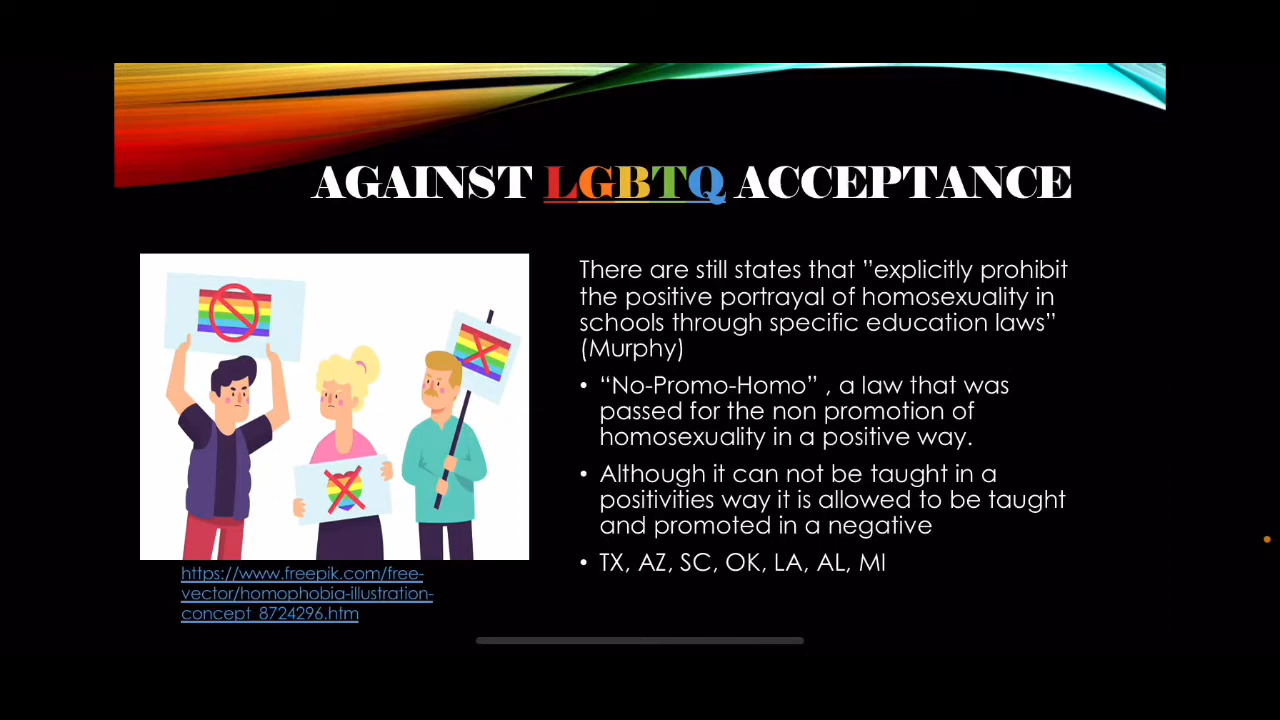 AGAINST LGBTQ ACCEPTANCE
There are still states that ”explicitly prohibit
the positive portrayal of homosexuality in
schools through specific education laws”
(Murphy)
• “No-Promo-Homo” , a law that was
passed for the non promotion of
homosexuality in a positive way.
• Although it can not be taught in a
positivities way it is allowed to be taught
and promoted in a negative
• TX, AZ, SC, OK, LA, AL, MI
https://www.freepik.com/free-
vector/homophobia-illustration-
concept_8724296.htm